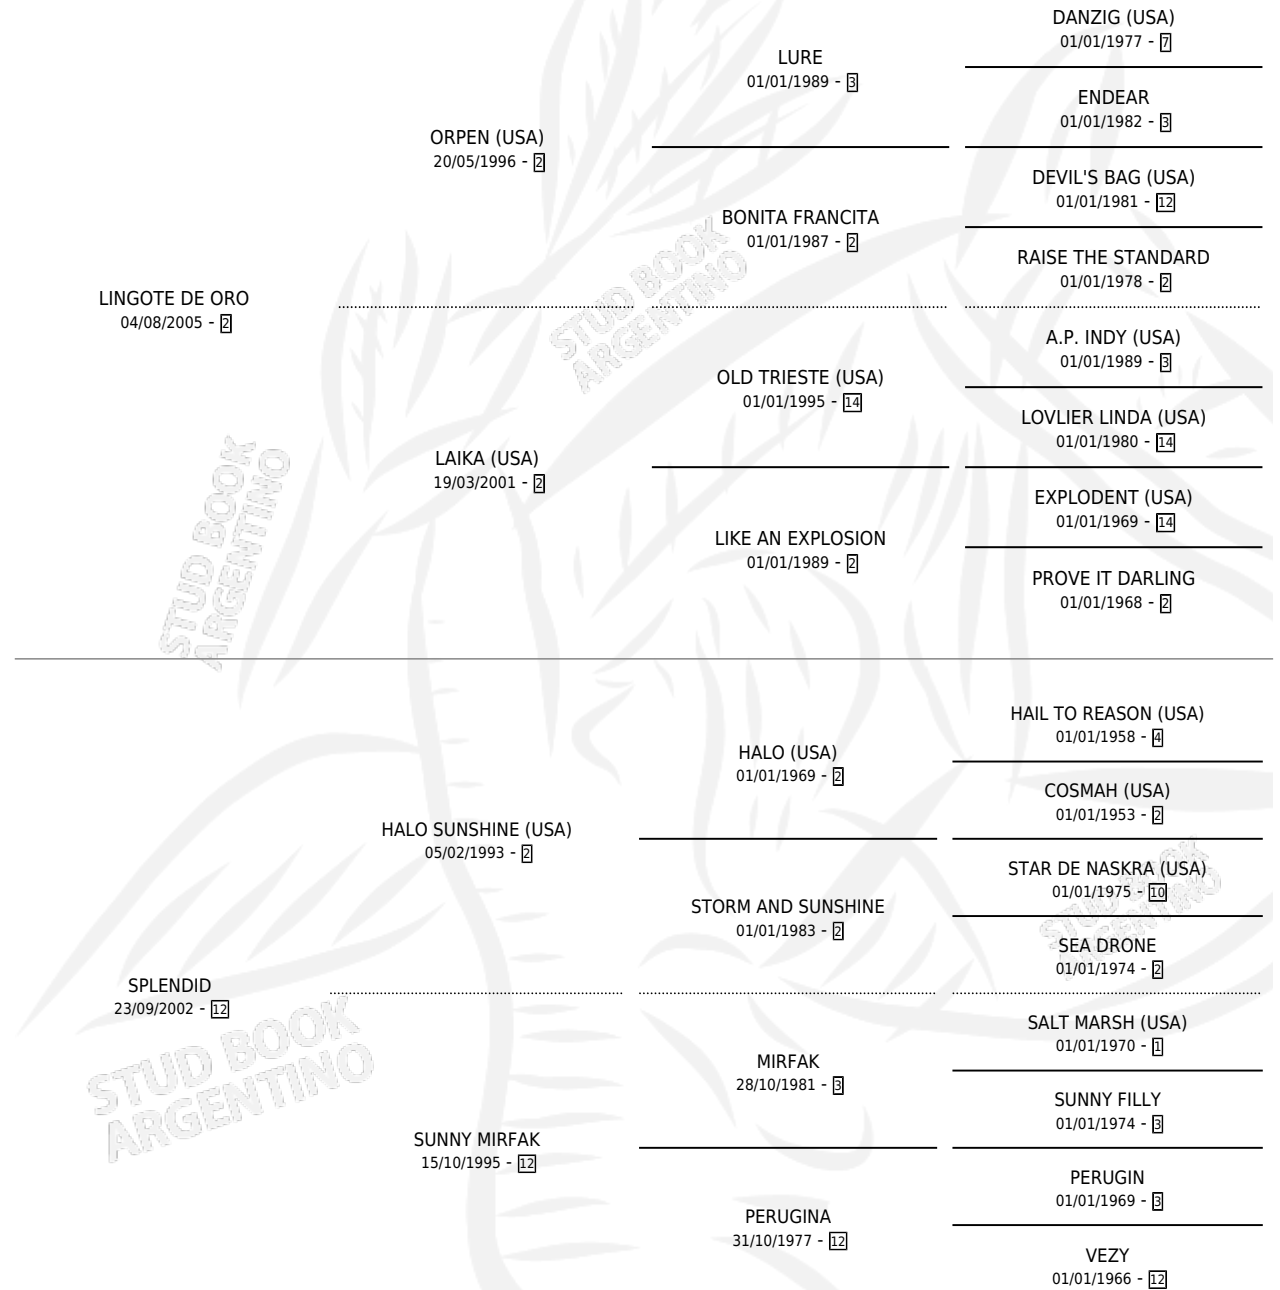 DANZIG (USA)
01/01/1977 - 7
LURE
01/01/1989 - 3
ENDEAR
01/01/1982 - 3
ORPEN (USA)
20/05/1996 - 2
DEVIL'S BAG (USA)
01/01/1981 - 12
BONITA FRANCITA
01/01/1987 - 2
RAISE THE STANDARD
01/01/1978 - 2
LINGOTE DE ORO
04/08/2005 - 2
A.P. INDY (USA)
01/01/1989 - 3
OLD TRIESTE (USA)
01/01/1995 - 14
LOVLIER LINDA (USA)
01/01/1980 - 14
LAIKA (USA)
19/03/2001 - 2
EXPLODENT (USA)
01/01/1969 - 14
LIKE AN EXPLOSION
01/01/1989 - 2
PROVE IT DARLING
01/01/1968 - 2
HAIL TO REASON (USA)
01/01/1958 - 4
HALO (USA)
01/01/1969 - 2
COSMAH (USA)
01/01/1953 - 2
HALO SUNSHINE (USA)
05/02/1993 - 2
STAR DE NASKRA (USA)
01/01/1975 - 10
STORM AND SUNSHINE
01/01/1983 - 2
SEA DRONE
01/01/1974 - 2
SPLENDID
23/09/2002 - 12
SALT MARSH (USA)
01/01/1970 - 1
MIRFAK
28/10/1981 - 3
SUNNY FILLY
01/01/1974 - 3
SUNNY MIRFAK
15/10/1995 - 12
PERUGIN
01/01/1969 - 3
PERUGINA
31/10/1977 - 12
VEZY
01/01/1966 - 12
STUD BOOK
ARGENTINO
STUD BOOK
ARGENTINO
STUD BOOK
ARGENTINO
STUD BOOK
ARGENTINO